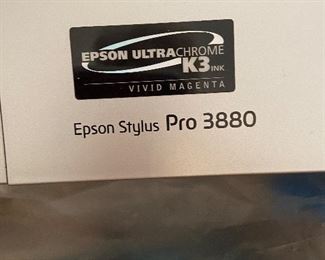 EPSON ULTRACHROME
K3 INK
VIVID MAGENTA
Epson Stylus Pro 3880